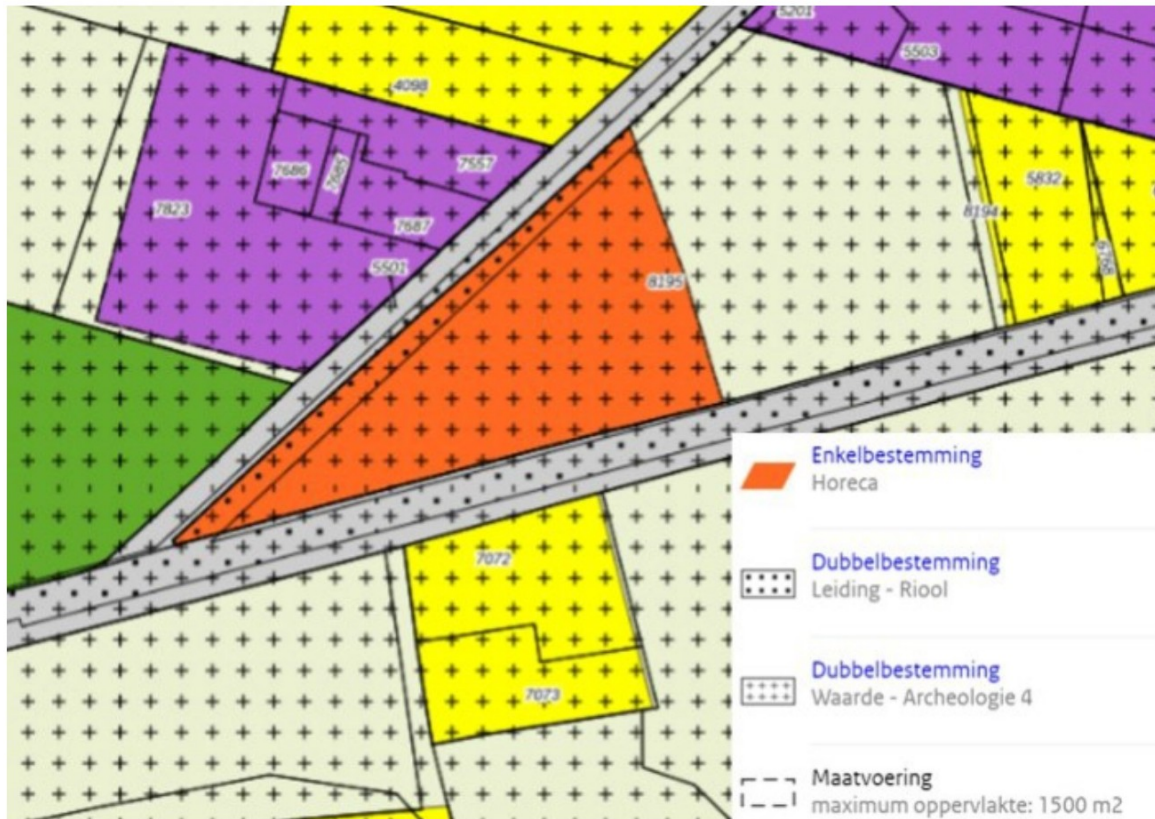 5201
5503
4098
7686
7685
7557
5832
7823
8194
7687
5501
8195
Enkelbestemming
Horeca
7072
Dubbelbestemming
Leiding - Riool
Dubbelbestemming
Waarde - Archeologie 4
7073
Maatvoering
maximum oppervlakte: 1500 m2